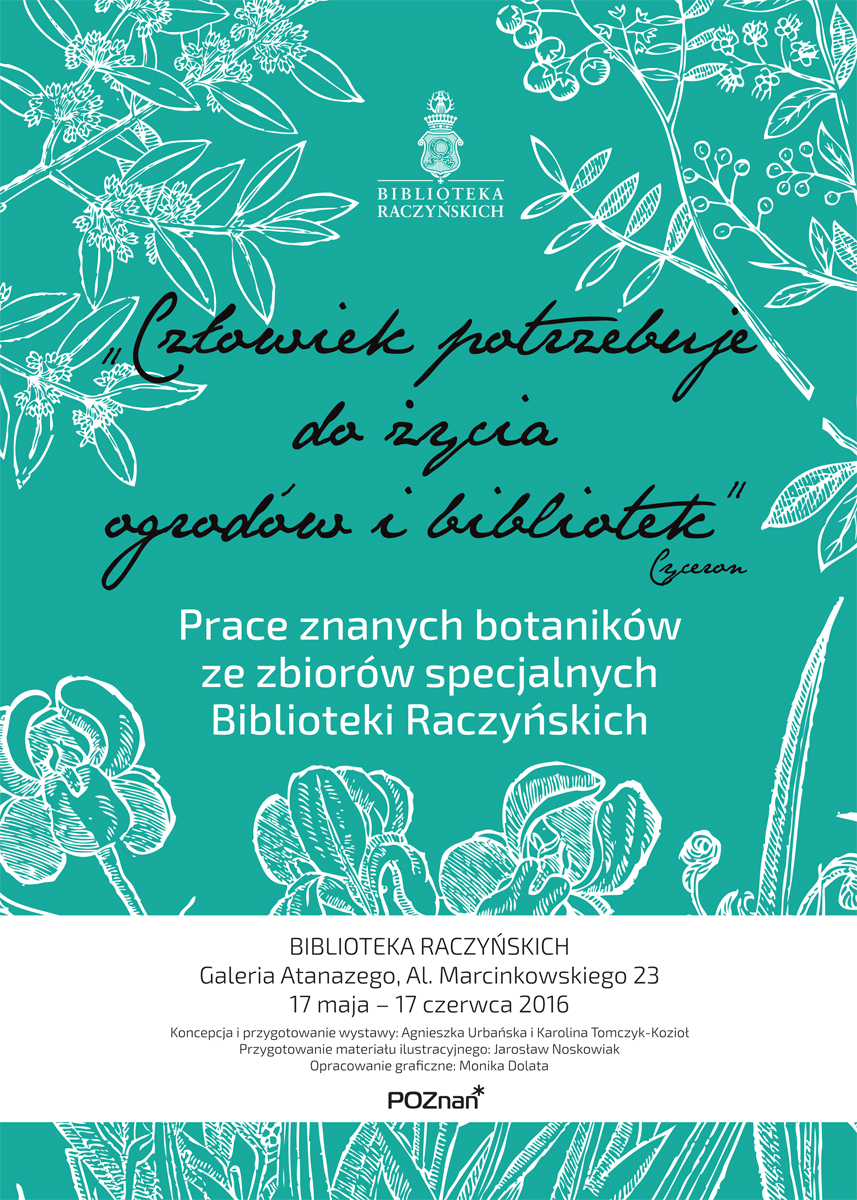 BIBLIOTEKA
RACZYŃSKICH
„Człowiek potrzebuje
do życia
ogrodów i bibliotek"
Cyceron
Prace znanych botaników
ze zbiorów specjalnych
Biblioteki Raczyńskich
BIBLIOTEKA RACZYŃSKICH
Galeria Atanazego, Al. Marcinkowskiego 23
17 maja – 17 czerwca 2016
Koncepcja i przygotowanie wystawy: Agnieszka Urbańska i Karolina Tomczyk-Kozioł
Przygotowanie materiału ilustracyjnego: Jarosław Noskowiak
Opracowanie graficzne: Monika Dolata
POZnan*